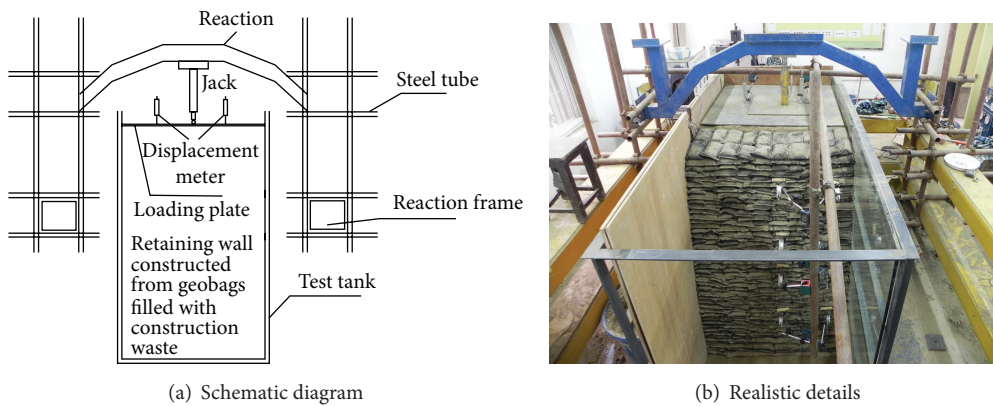 Reaction
Jack
Steel tube
Displacement
meter
Loading plate
Reaction frame
Retaining wall
constructed
from geobags
filled with
construction
waste
Test tank
(a) Schematic diagram
(b) Realistic details